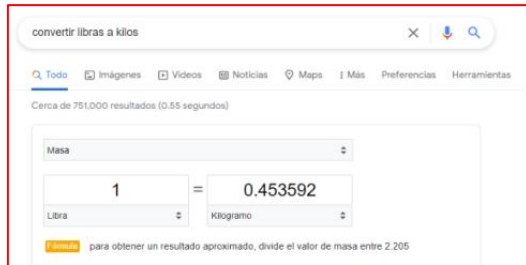 convertir libras a kilos
Todo Imágenes Videos Noticias Maps Más Preferencias Herramientas
Cerca de 751,000 resultados (0.55 segundos)
Masa
1 = 0.453592
Libra Kilogramo
Fórmula para obtener un resultado aproximado, divide el valor de masa entre 2.205